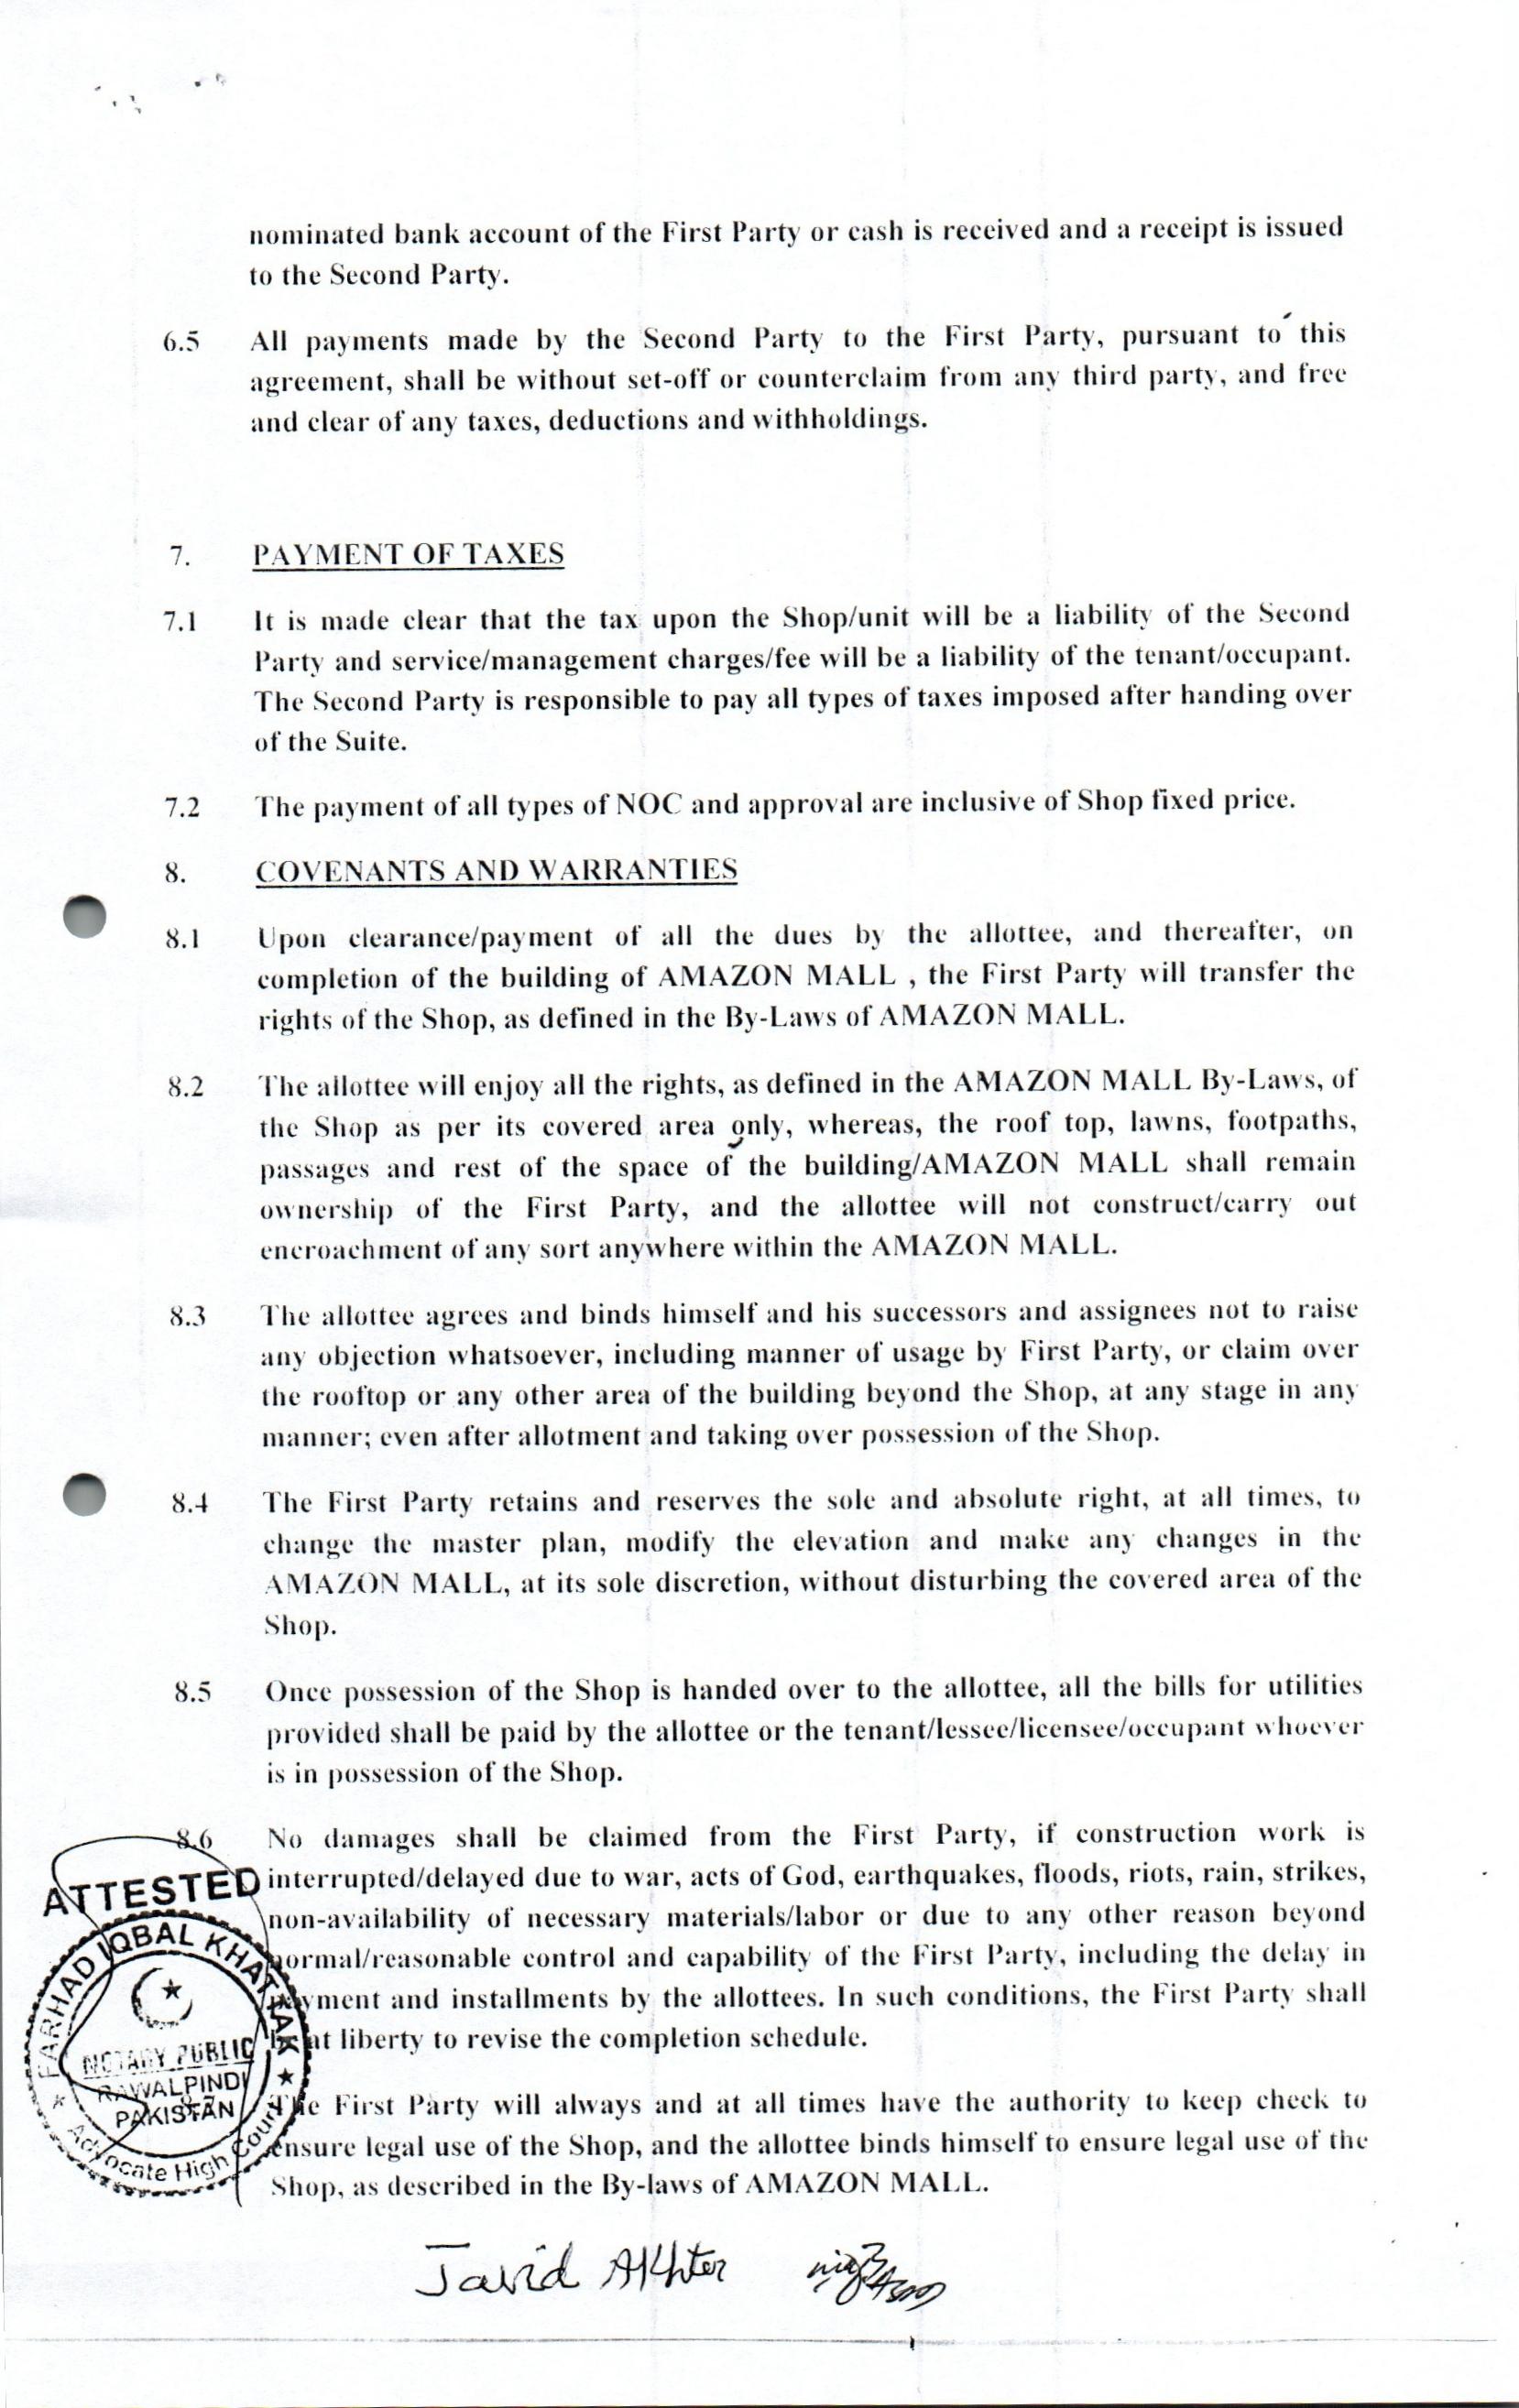 nominated bank account of the First Party or cash is received and a receipt is issued
to the Second Party.
6.5 All payments made by the Second Party to the First Party, pursuant to this
agreement, shall be without set-off or counterclaim from any third party, and free
and clear of any taxes, deductions and withholdings.
7. PAYMENT OF TAXES
7.1 It is made clear that the tax upon the Shop/unit will be a liability of the Second
Party and service/management charges/fee will be a liability of the tenant/occupant.
The Second Party is responsible to pay all types of taxes imposed after handing over
of the Suite.
7.2 The payment of all types of NOC and approval are inclusive of Shop fixed price.
8. COVENANTS AND WARRANTIES
8.1 Upon clearance/payment of all the dues by the allottee, and thereafter, on
completion of the building of AMAZON MALL , the First Party will transfer the
rights of the Shop, as defined in the By-Laws of AMAZON MALL.
8.2 The allottee will enjoy all the rights, as defined in the AMAZON MALL By-Laws, of
the Shop as per its covered area only, whereas, the roof top, lawns, footpaths,
passages and rest of the space of the building/AMAZON MALL shall remain
ownership of the First Party, and the allottee will not construct/carry out
encroachment of any sort anywhere within the AMAZON MALL.
8.3 The allottee agrees and binds himself and his successors and assignees not to raise
any objection whatsoever, including manner of usage by First Party, or claim over
the rooftop or any other area of the building beyond the Shop, at any stage in any
manner; even after allotment and taking over possession of the Shop.
8.4 The First Party retains and reserves the sole and absolute right, at all times, to
change the master plan, modify the elevation and make any changes in the
AMAZON MALL, at its sole discretion, without disturbing the covered area of the
Shop.
8.5 Once possession of the Shop is handed over to the allottee, all the bills for utilities
provided shall be paid by the allottee or the tenant/lessee/licensee/occupant whoever
is in possession of the Shop.
8.6 No damages shall be claimed from the First Party, if construction work is
interrupted/delayed due to war, acts of God, earthquakes, floods, riots, rain, strikes,
non-availability of necessary materials/labor or due to any other reason beyond
normal/reasonable control and capability of the First Party, including the delay in
payment and installments by the allottees. In such conditions, the First Party shall
be at liberty to revise the completion schedule.
8.7 The First Party will always and at all times have the authority to keep check to
ensure legal use of the Shop, and the allottee binds himself to ensure legal use of the
Shop, as described in the By-laws of AMAZON MALL.
ATTESTED
FARHAD IQBAL KHATTAK
NOTARY PUBLIC
RAWALPINDI
PAKISTAN
Advocate High Court
Javid Akhter